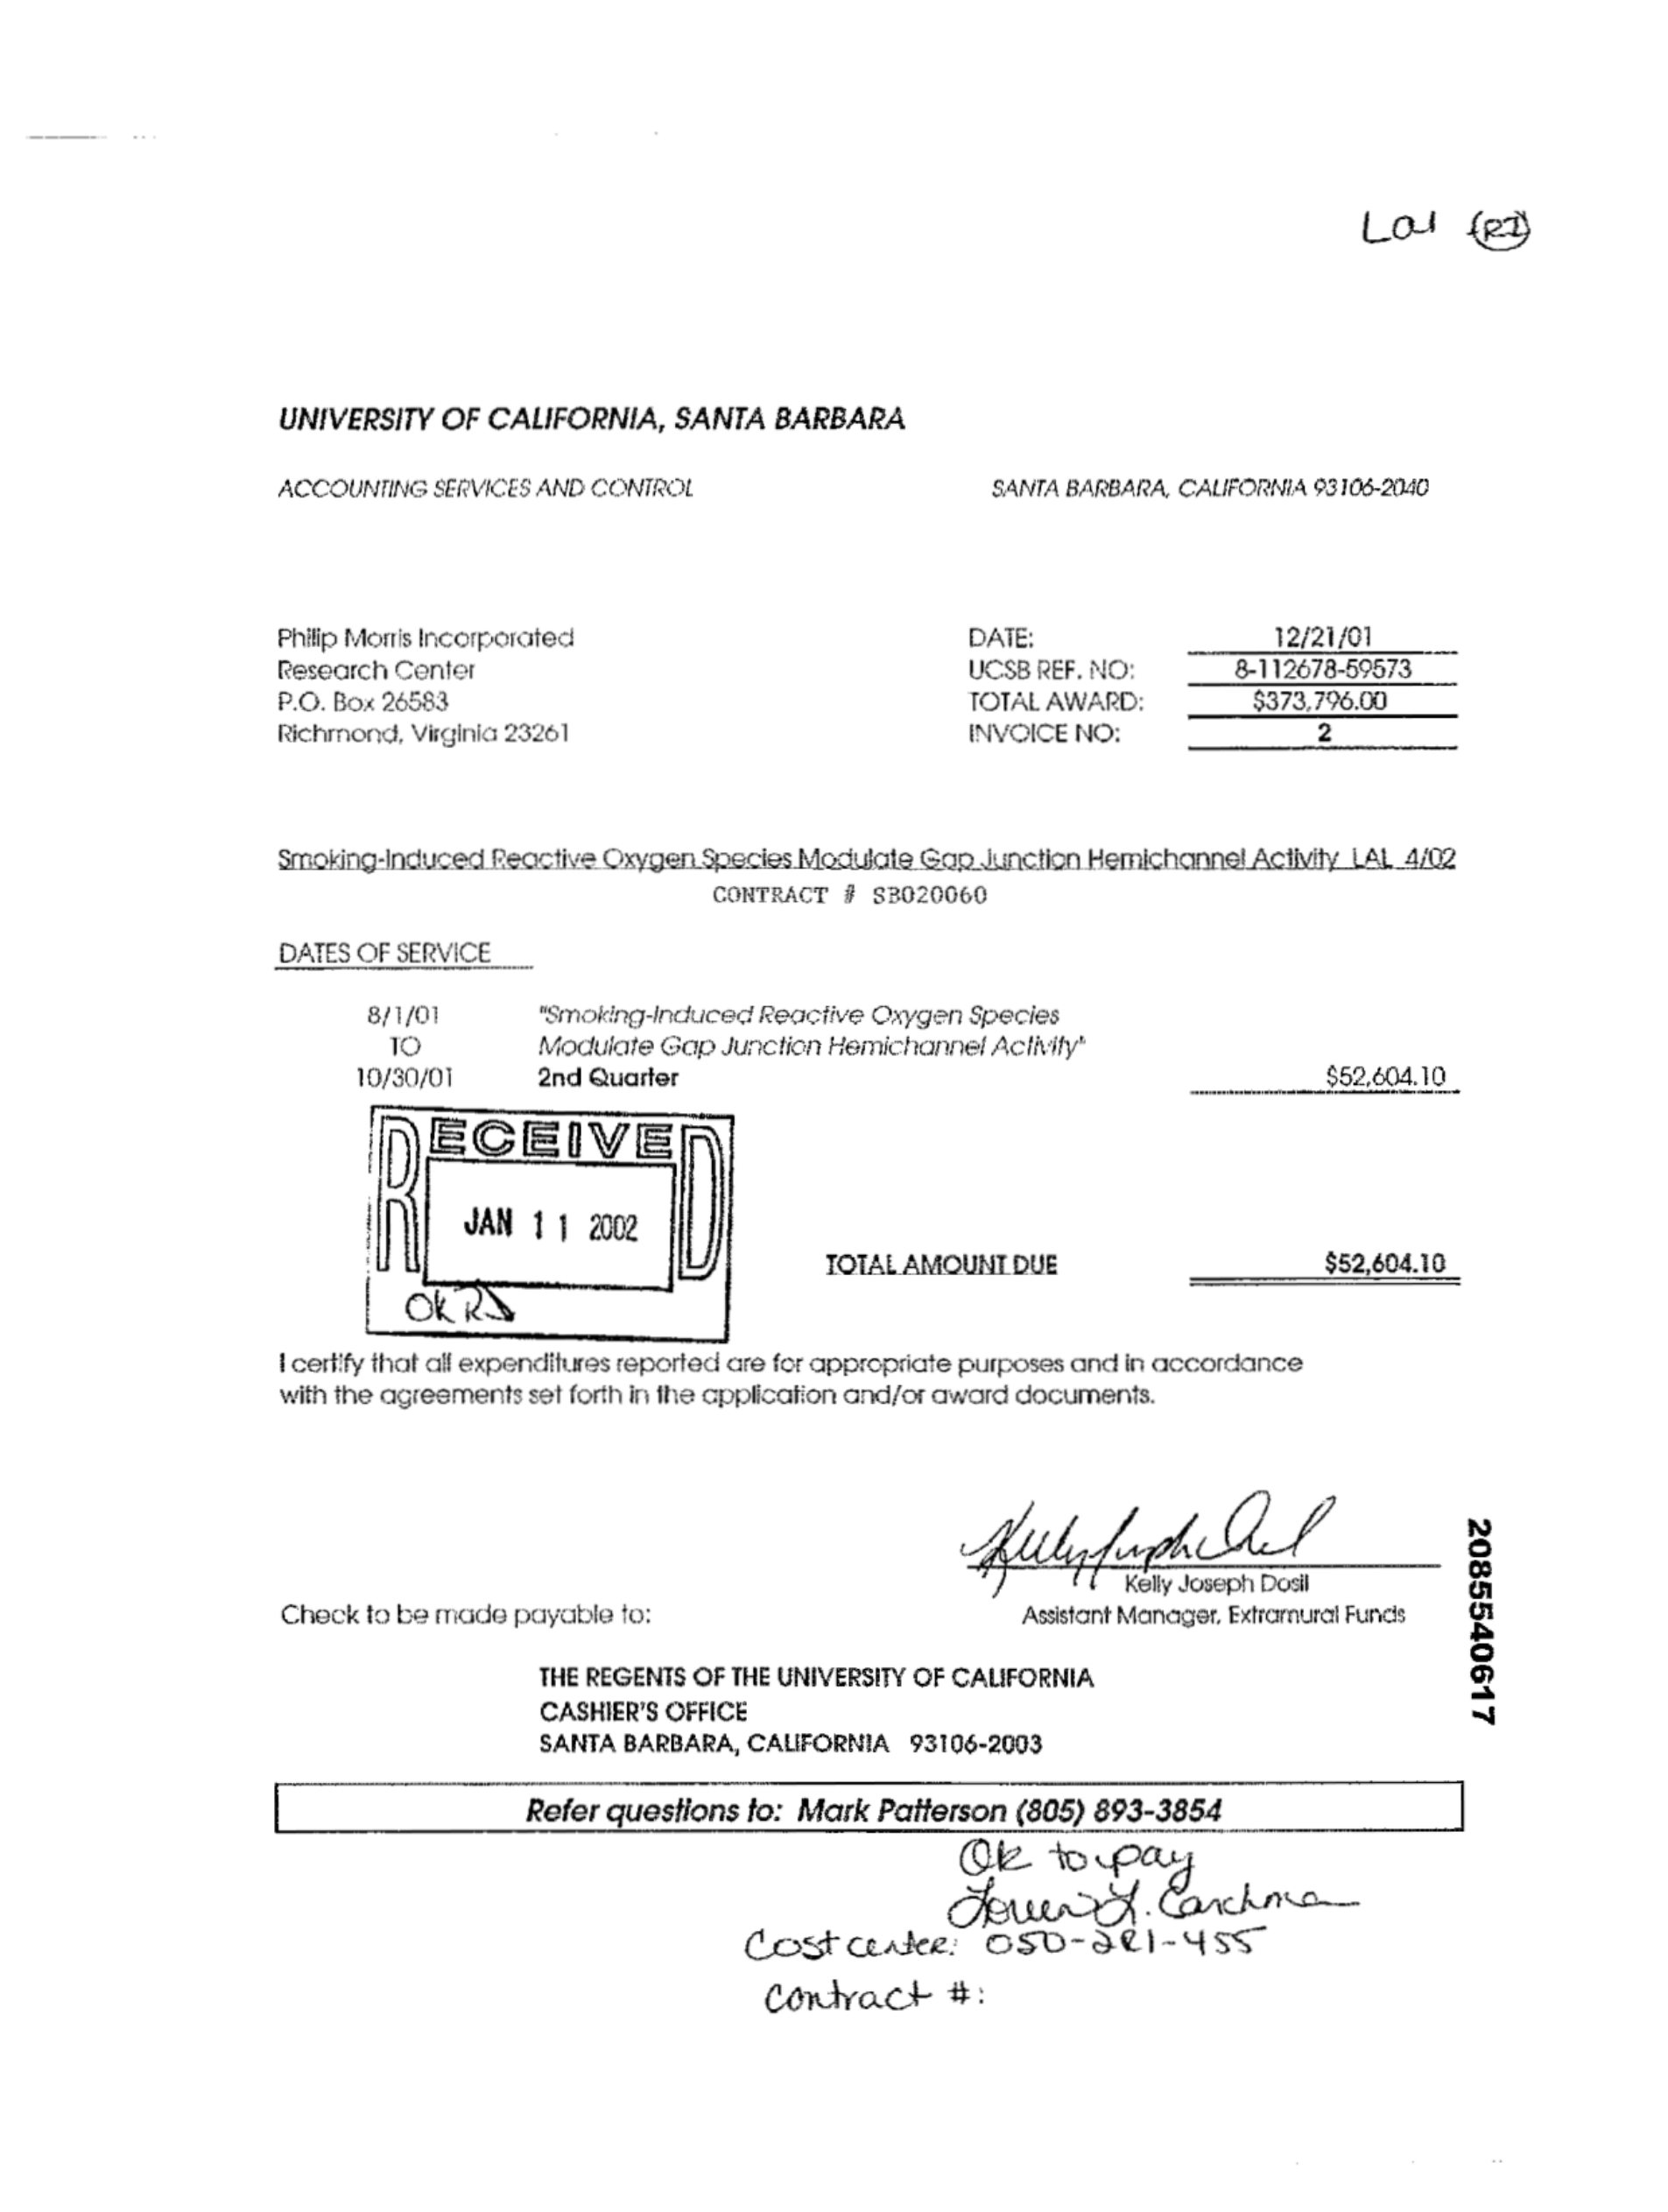 Lal (RD)
UNIVERSITY OF CALIFORNIA, SANTA BARBARA
ACCOUNTING SERVICES AND CONTROL SANTA BARBARA, CALIFORNIA 93106-2040
Philip Morris Incorporated DATE: 12/21/01
Research Center UCSB REF. NO: 8-112678-59573
P.O. Box 26583 TOTAL AWARD: $373,796.00
Richmond, Virginia 23261 INVOICE NO: 2
Smoking-Induced Reactive Oxygen Species Modulate Gap Junction Hemichannel Activity LAL 4/02
CONTRACT # SB020060
DATES OF SERVICE
8/1/01 "Smoking-Induced Reactive Oxygen Species
TO Modulate Gap Junction Hemichannel Activity"
10/30/01 2nd Quarter $52,604.10
RECEIVED
JAN 11 2002
TOTAL AMOUNT DUE $52,604.10
OK
I certify that all expenditures reported are for appropriate purposes and in accordance
with the agreements set forth in the application and/or award documents.
Kelly Joseph Dosil
Check to be made payable to: Assistant Manager, Extramural Funds
THE REGENTS OF THE UNIVERSITY OF CALIFORNIA
CASHIER'S OFFICE
SANTA BARBARA, CALIFORNIA 93106-2003
2085540617
Refer questions to: Mark Patterson (805) 893-3854
Ok to pay
Cost center: 050-221-455
Contract #: